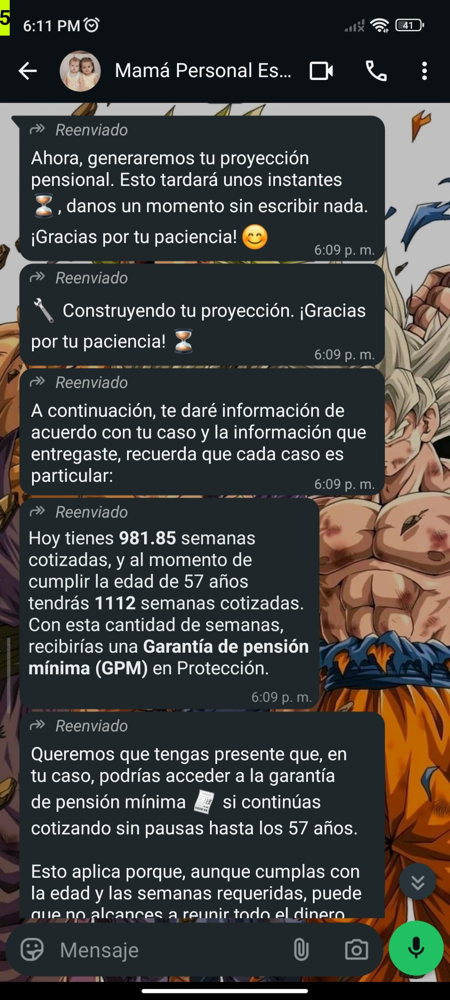 5
6:11 PM
41
Mamá Personal Es...
Reenviado
Ahora, generaremos tu proyección
pensional. Esto tardará unos instantes
⏳, danos un momento sin escribir nada.
¡Gracias por tu paciencia! 😊
6:09 p. m.
Reenviado
🔧 Construyendo tu proyección. ¡Gracias
por tu paciencia! ⏳
6:09 p. m.
Reenviado
A continuación, te daré información de
acuerdo con tu caso y la información que
entregaste, recuerda que cada caso es
particular:
6:09 p. m.
Reenviado
Hoy tienes 981.85 semanas
cotizadas, y al momento de
cumplir la edad de 57 años
tendrás 1112 semanas cotizadas.
Con esta cantidad de semanas,
recibirías una Garantía de pensión
mínima (GPM) en Protección.
6:09 p. m.
Reenviado
Queremos que tengas presente que, en
tu caso, podrías acceder a la garantía
de pensión mínima 🧾 si continúas
cotizando sin pausas hasta los 57 años.
Esto aplica porque, aunque cumplas con
la edad y las semanas requeridas, puede
que no alcances a reunir todo el dinero
Mensaje